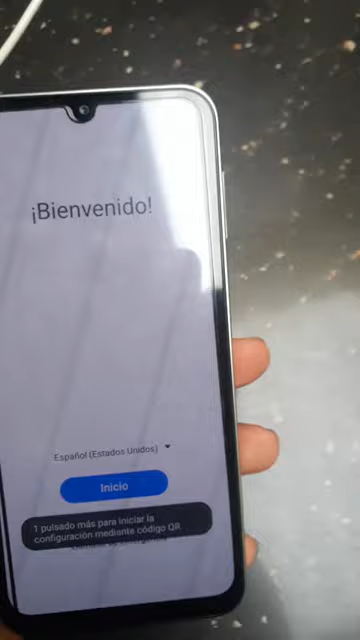 ¡Bienvenido!
Español (Estados Unidos)
Inicio
1 pulsado más para iniciar la
configuración mediante código QR